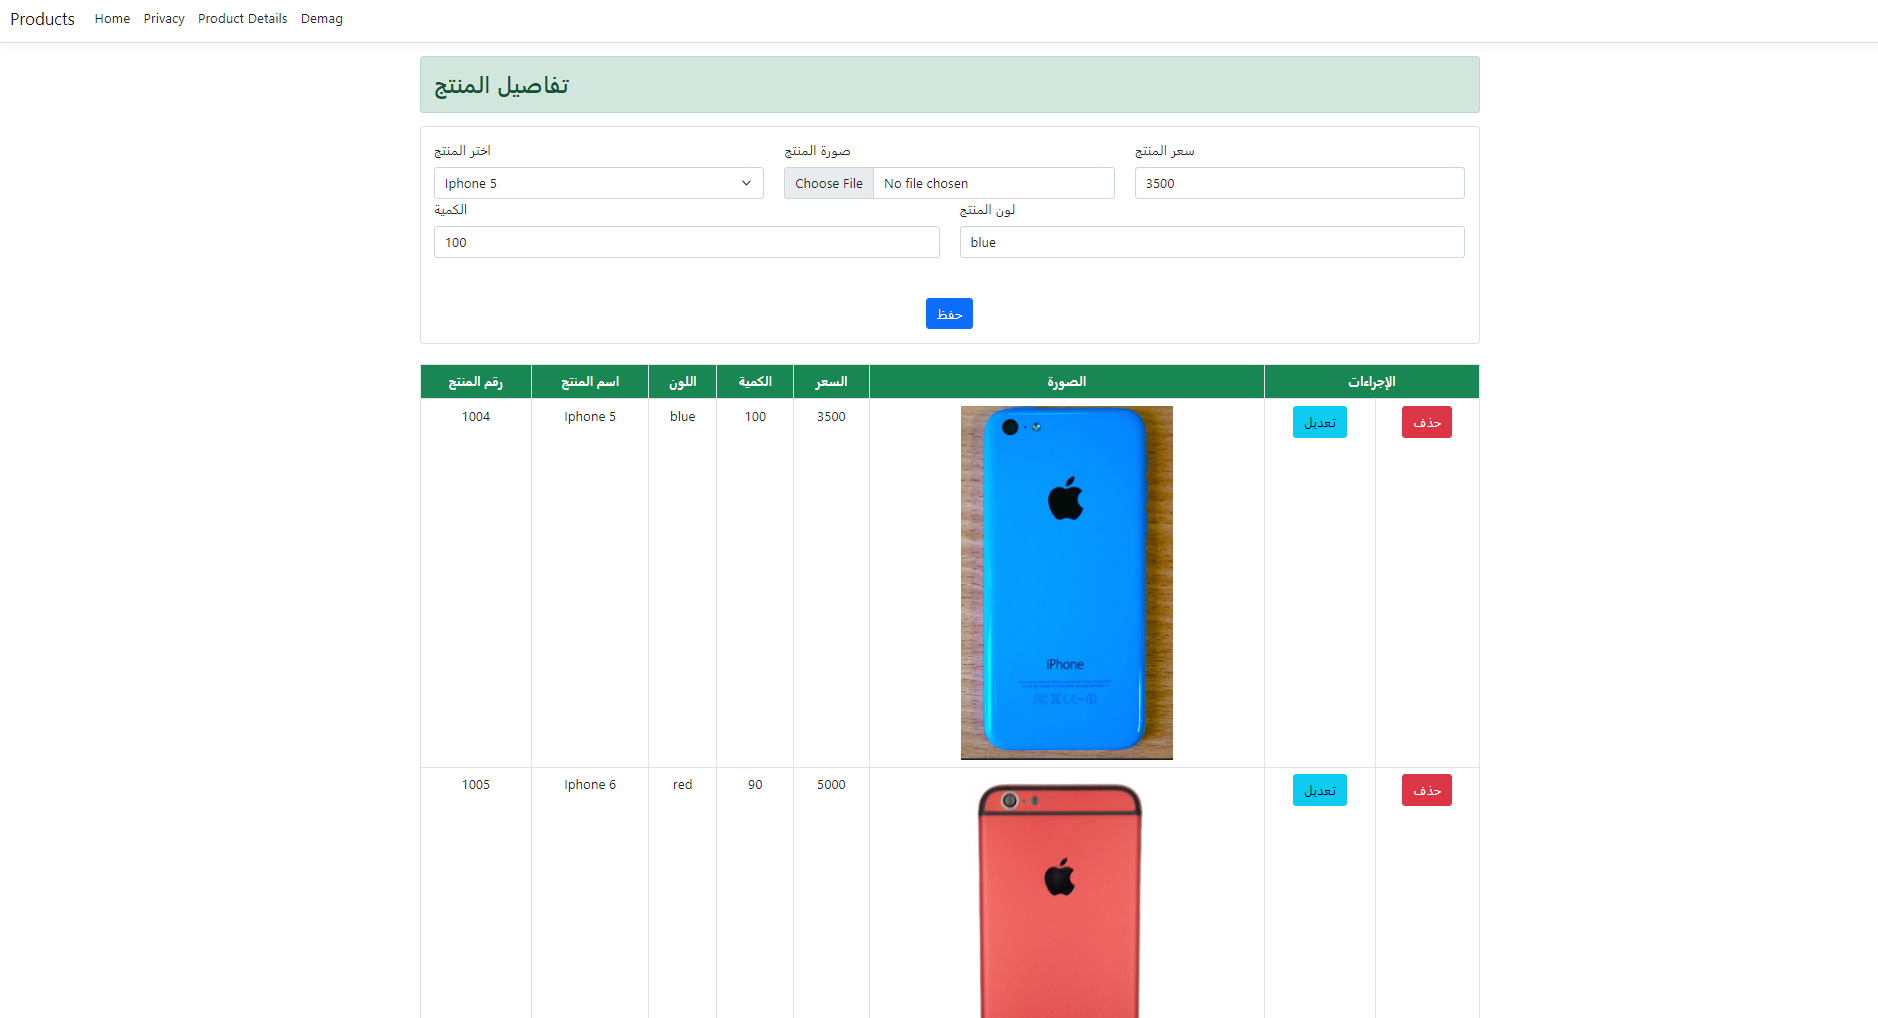 Products Home Privacy Product Details Demag
تفاصيل المنتج
اختر المنتج صورة المنتج سعر المنتج
Iphone 5 Choose File No file chosen 3500
الكمية لون المنتج
100 blue
حفظ
رقم المنتج اسم المنتج اللون الكمية السعر الصورة الإجراءات
1004 Iphone 5 blue 100 3500 تعديل حذف
iPhone
1005 Iphone 6 red 90 5000 تعديل حذف